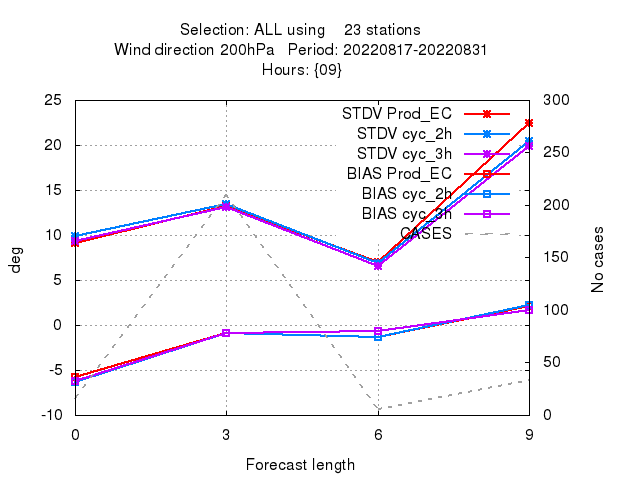 Selection: ALL using 23 stations
Wind direction 200hPa Period: 20220817-20220831
Hours: {09}
25
20
15
10
5
0
-5
-10
deg
300
250
200
150
100
50
0
No cases
STDV Prod_EC
STDV cyc_2h
STDV cyc_3h
BIAS Prod_EC
BIAS cyc_2h
BIAS cyc_3h
CASES
0 3 6 9
Forecast length